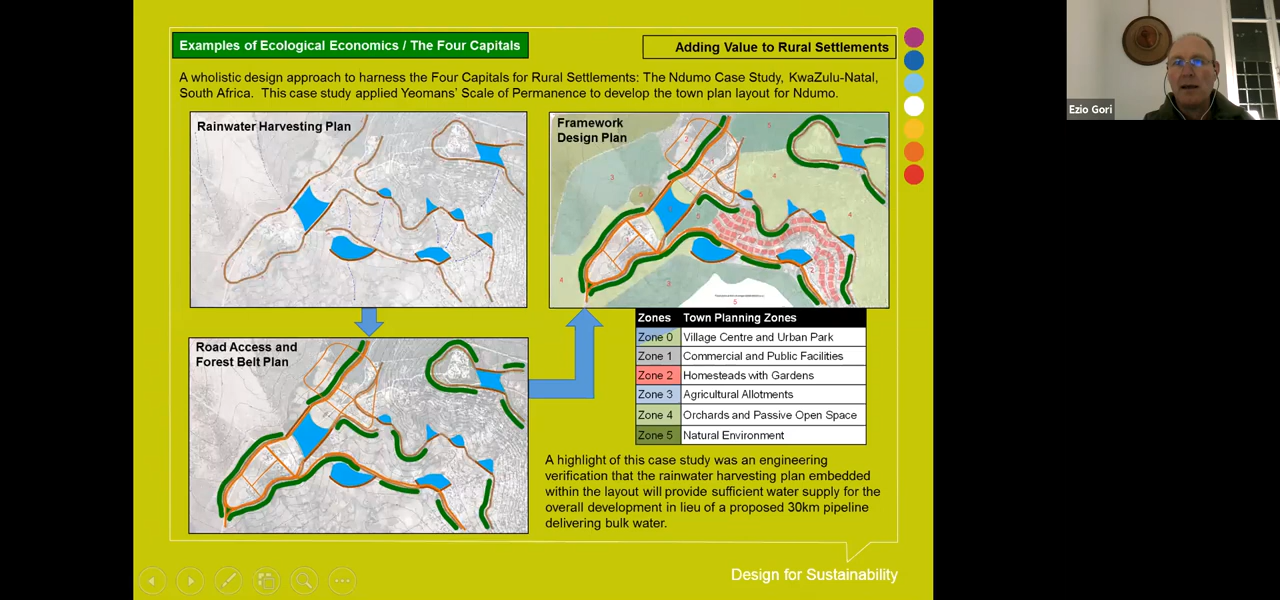 Examples of Ecological Economics / The Four Capitals
Adding Value to Rural Settlements
A wholistic design approach to harness the Four Capitals for Rural Settlements: The Ndumo Case Study, KwaZulu-Natal,
South Africa. This case study applied Yeomans' Scale of Permanence to develop the town plan layout for Ndumo.
Rainwater Harvesting Plan
Framework
Design Plan
Road Access and
Forest Belt Plan
Zones Town Planning Zones
Zone 0 Village Centre and Urban Park
Zone 1 Commercial and Public Facilities
Zone 2 Homesteads with Gardens
Zone 3 Agricultural Allotments
Zone 4 Orchards and Passive Open Space
Zone 5 Natural Environment
A highlight of this case study was an engineering
verification that the rainwater harvesting plan embedded
within the layout will provide sufficient water supply for the
overall development in lieu of a proposed 30km pipeline
delivering bulk water.
Design for Sustainability
Ezio Gori